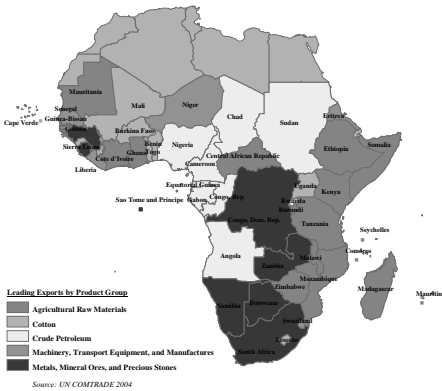 Mauritania
Mali
Niger
Chad
Sudan
Eritrea
Cape Verde
Senegal
Guinea-Bissau
Guinea
Burkina Faso
Benin
Togo
Ghana
Nigeria
Ethiopia
Somalia
Sierra Leone
Cote d'Ivoire
Liberia
Cameroon
Central African Republic
Equitorial Guinea
Sao Tome and Principe
Gabon
Congo, Rep.
Congo, Dem. Rep.
Uganda
Kenya
Rwanda
Burundi
Tanzania
Seychelles
Comoros
Angola
Zambia
Malawi
Mozambique
Zimbabwe
Madagascar
Namibia
Botswana
Swaziland
Lesotho
South Africa
Leading Exports by Product Group
Agricultural Raw Materials
Cotton
Crude Petroleum
Machinery, Transport Equipment, and Manufactures
Metals, Mineral Ores, and Precious Stones
Source: UN COMTRADE 2004